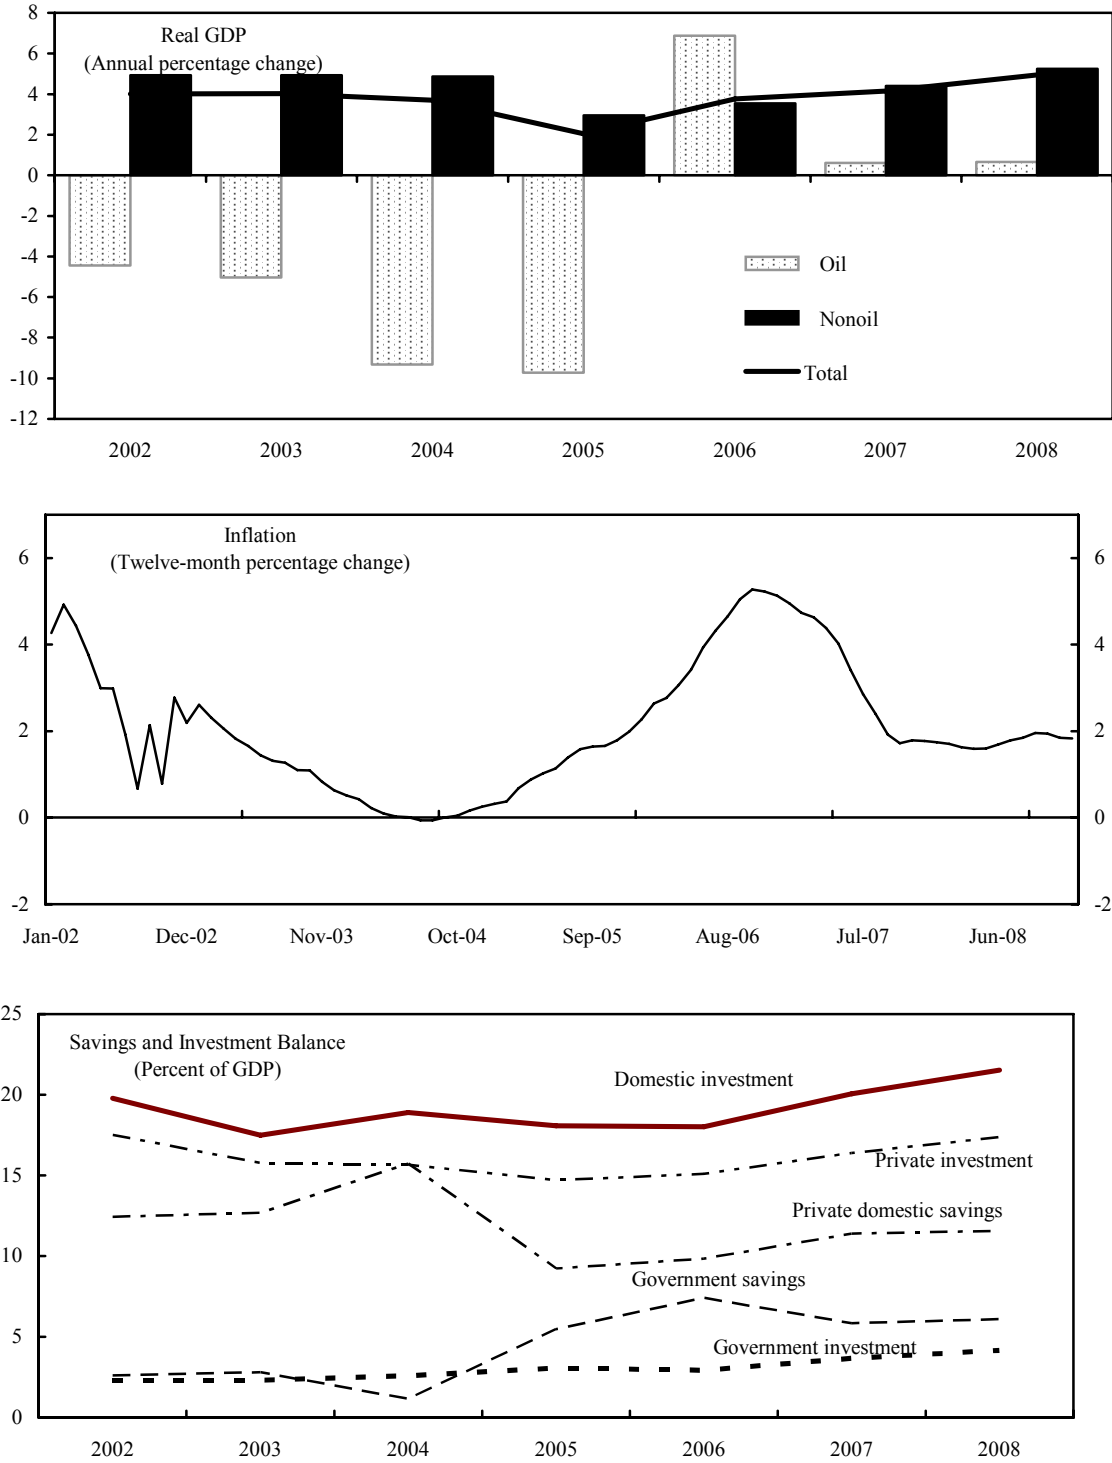 Real GDP
(Annual percentage change)
8
6
4
2
0
-2
-4
-6
-8
-10
-12
Oil
Nonoil
Total
2002 2003 2004 2005 2006 2007 2008
Inflation
(Twelve-month percentage change)
6 6
4 4
2 2
0 0
-2 -2
Jan-02 Dec-02 Nov-03 Oct-04 Sep-05 Aug-06 Jul-07 Jun-08
Savings and Investment Balance
(Percent of GDP)
25
20
15
10
5
0
Domestic investment
Private investment
Private domestic savings
Government savings
Government investment
2002 2003 2004 2005 2006 2007 2008